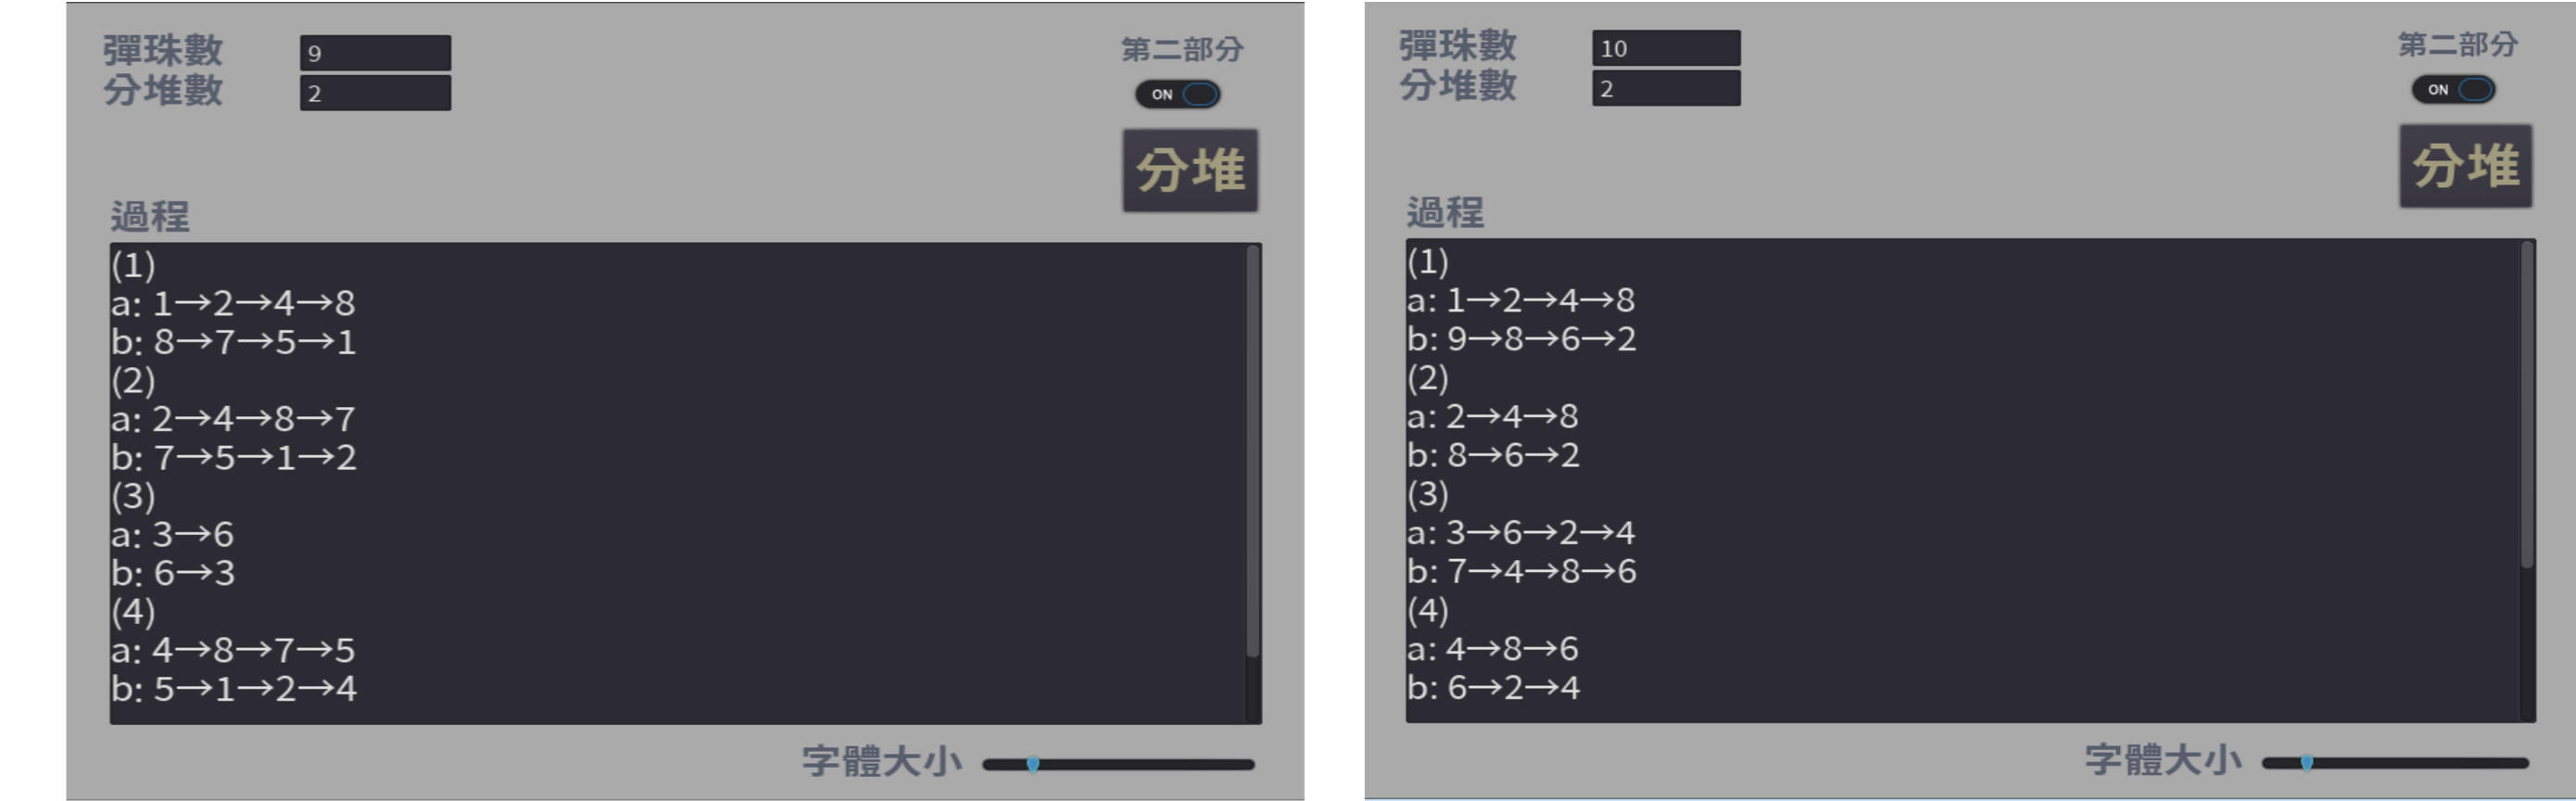 彈珠數 9
分堆數 2
第二部分
ON
分堆
過程
(1)
a: 1→2→4→8
b: 8→7→5→1
(2)
a: 2→4→8→7
b: 7→5→1→2
(3)
a: 3→6
b: 6→3
(4)
a: 4→8→7→5
b: 5→1→2→4
字體大小
彈珠數 10
分堆數 2
第二部分
ON
分堆
過程
(1)
a: 1→2→4→8
b: 9→8→6→2
(2)
a: 2→4→8
b: 8→6→2
(3)
a: 3→6→2→4
b: 7→4→8→6
(4)
a: 4→8→6
b: 6→2→4
字體大小